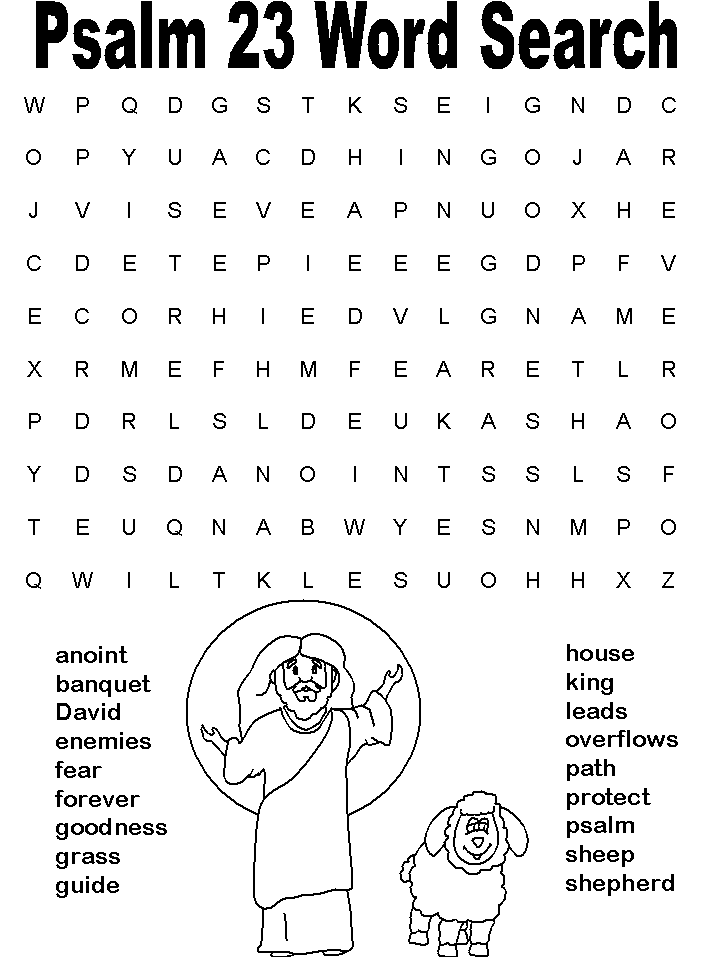 Psalm 23 Word Search
W P Q D G S T K S E I G N D C
O P Y U A C D H I N G O J A R
J V I S E V E A P N U O X H E
C D E T E P I E E E G D P F V
E C O R H I E D V L G N A M E
X R M E F H M F E A R E T L R
P D R L S L D E U K A S H A O
Y D S D A N O I N T S S L S F
T E U Q N A B W Y E S N M P O
Q W I L T K L E S U O H H X Z
anoint
banquet
David
enemies
fear
forever
goodness
grass
guide
house
king
leads
overflows
path
protect
psalm
sheep
shepherd